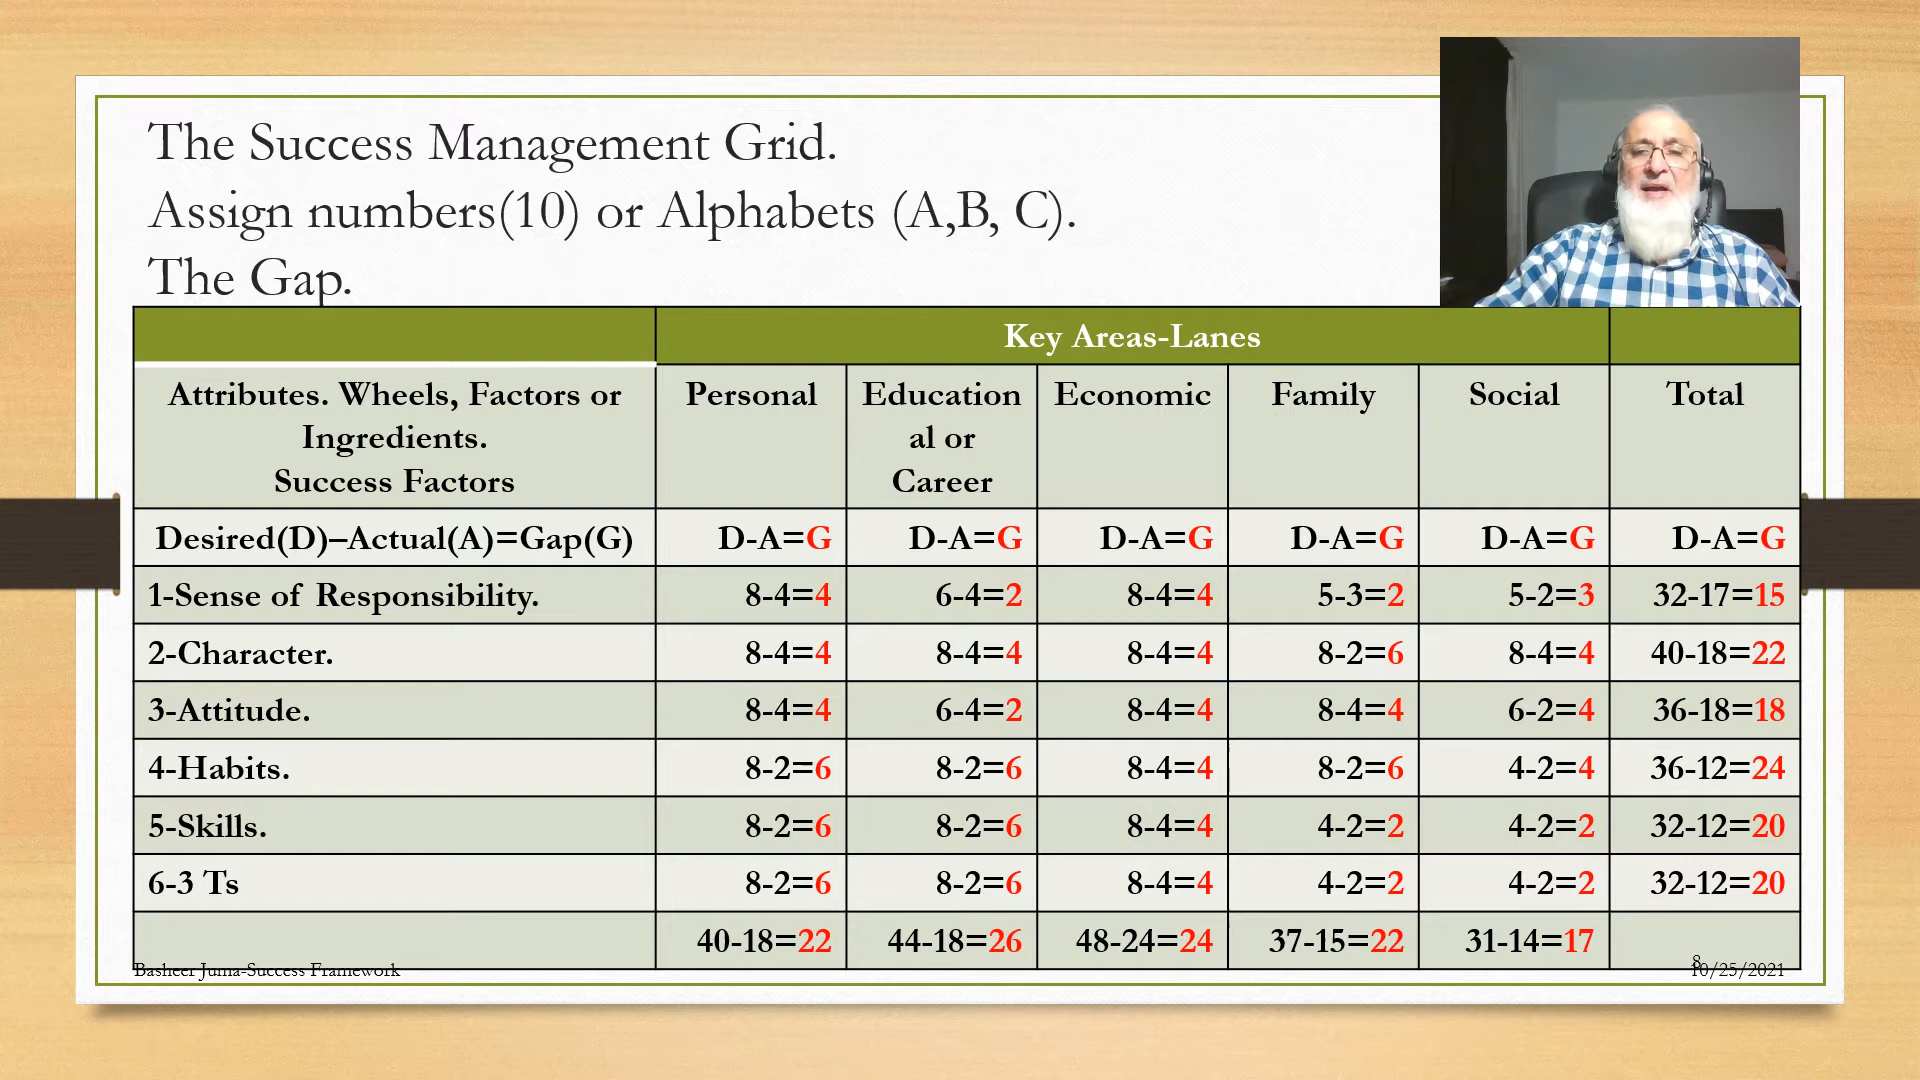 The Success Management Grid.
Assign numbers(10) or Alphabets (A,B, C).
The Gap.
Key Areas-Lanes
Attributes. Wheels, Factors or
Ingredients.
Success Factors
Personal
Education
al or
Career
Economic
Family
Social
Total
Desired(D)–Actual(A)=Gap(G) D-A=G D-A=G D-A=G D-A=G D-A=G D-A=G
1-Sense of Responsibility. 8-4=4 6-4=2 8-4=4 5-3=2 5-2=3 32-17=15
2-Character. 8-4=4 8-4=4 8-4=4 8-2=6 8-4=4 40-18=22
3-Attitude. 8-4=4 6-4=2 8-4=4 8-4=4 6-2=4 36-18=18
4-Habits. 8-2=6 8-2=6 8-4=4 8-2=6 4-2=4 36-12=24
5-Skills. 8-2=6 8-2=6 8-4=4 4-2=2 4-2=2 32-12=20
6-3 Ts 8-2=6 8-2=6 8-4=4 4-2=2 4-2=2 32-12=20
40-18=22 44-18=26 48-24=24 37-15=22 31-14=17
Basheer Juma-Success Framework
8
10/25/2021